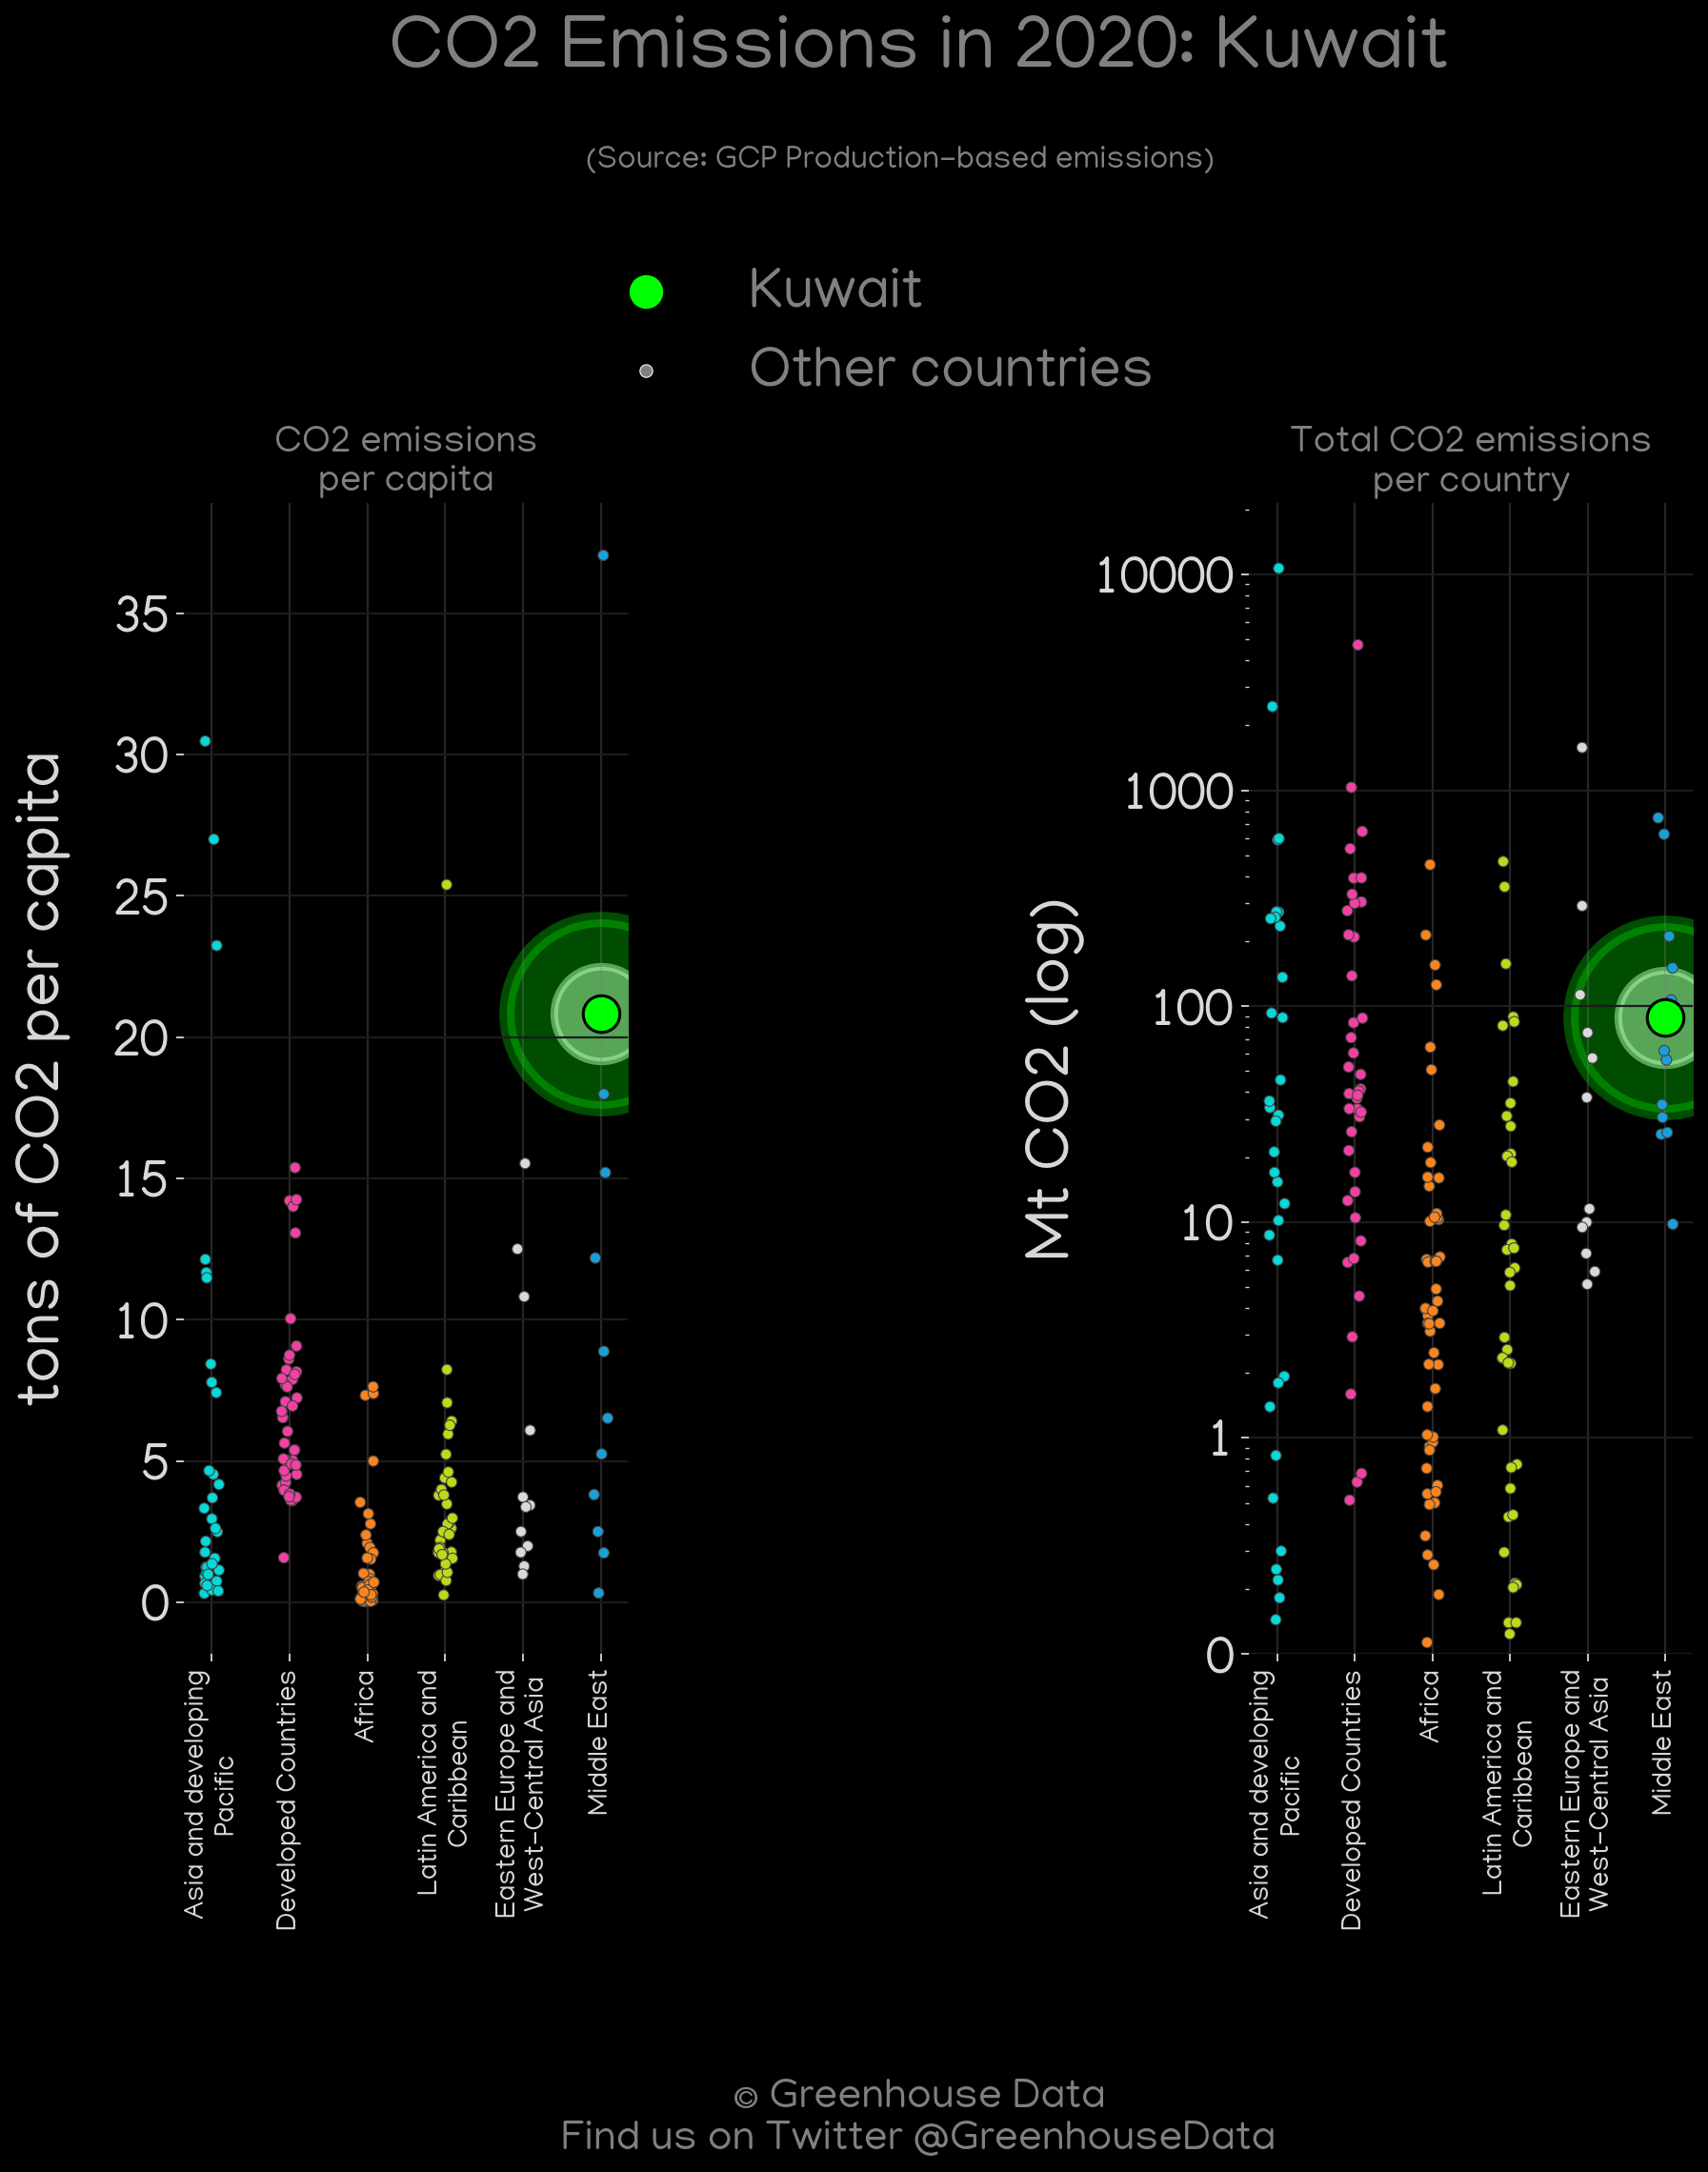 CO2 Emissions in 2020: Kuwait
(Source: GCP Production-based emissions)
Kuwait
Other countries
CO2 emissions
per capita
tons of CO2 per capita
35
30
25
20
15
10
5
0
Asia and developing
Pacific
Developed Countries
Africa
Latin America and
Caribbean
Eastern Europe and
West-Central Asia
Middle East
Total CO2 emissions
per country
Mt CO2 (log)
10000
1000
100
10
1
0
Asia and developing
Pacific
Developed Countries
Africa
Latin America and
Caribbean
Eastern Europe and
West-Central Asia
Middle East
© Greenhouse Data
Find us on Twitter @GreenhouseData